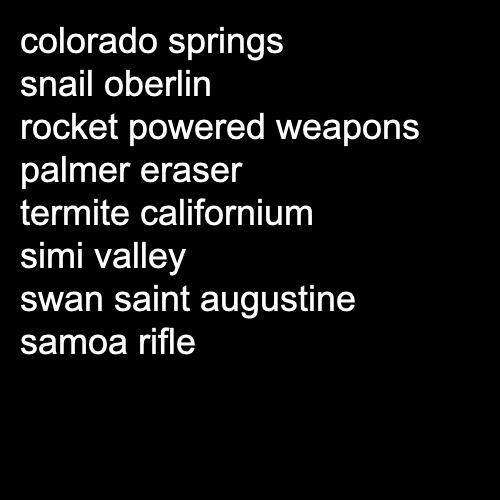 colorado springs
snail oberlin
rocket powered weapons
palmer eraser
termite californium
simi valley
swan saint augustine
samoa rifle